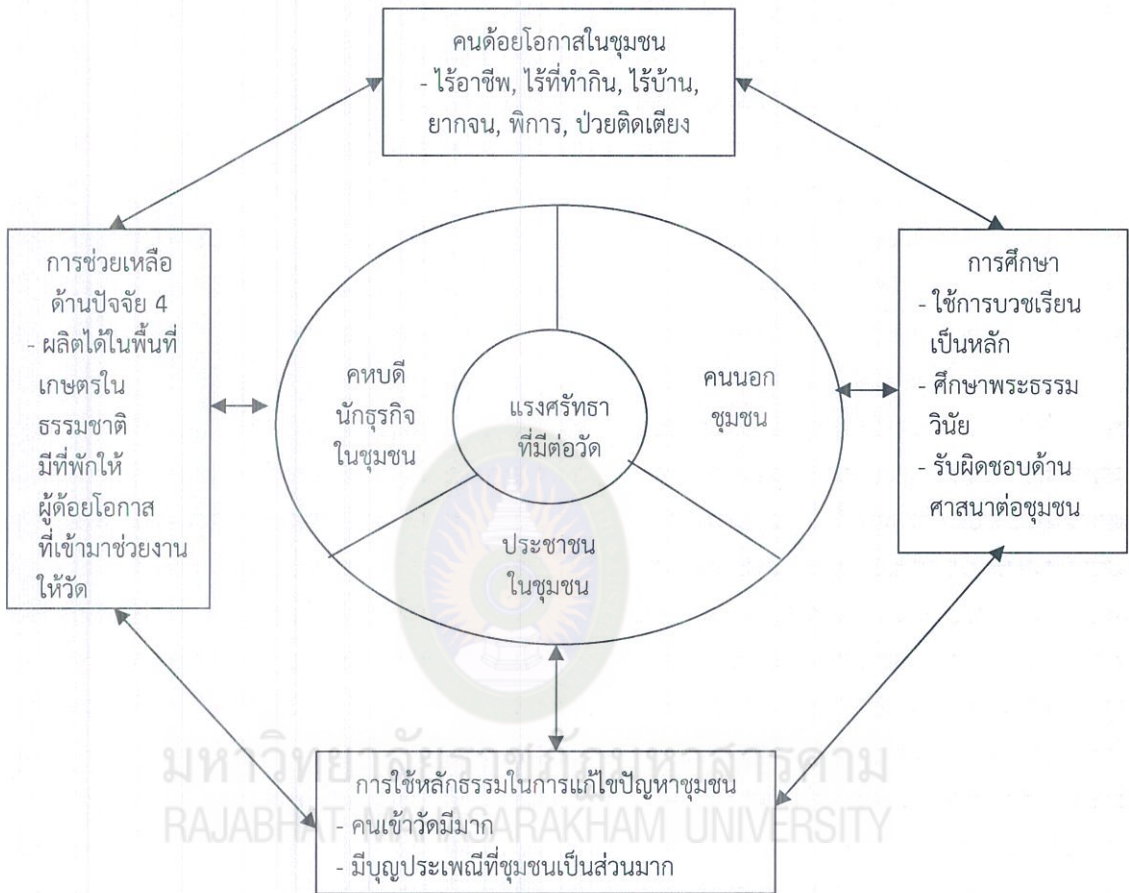 คนด้อยโอกาสในชุมชน
- ไร้อาชีพ, ไร้ที่ทำกิน, ไร้บ้าน,
ยากจน, พิการ, ป่วยติดเตียง
การช่วยเหลือ
ด้านปัจจัย 4
- ผลิตได้ในพื้นที่
เกษตรใน
ธรรมชาติ
มีที่พักให้
ผู้ด้อยโอกาส
ที่เข้ามาช่วยงาน
ให้วัด
คหบดี
นักธุรกิจ
ในชุมชน
แรงศรัทธา
ที่มีต่อวัด
คนนอก
ชุมชน
ประชาชน
ในชุมชน
การศึกษา
- ใช้การบวชเรียน
เป็นหลัก
- ศึกษาพระธรรม
วินัย
- รับผิดชอบด้าน
ศาสนาต่อชุมชน
การใช้หลักธรรมในการแก้ไขปัญหาชุมชน
- คนเข้าวัดมีมาก
- มีบุญประเพณีที่ชุมชนเป็นส่วนมาก
มหาวิทยาลัยราชภัฏมหาสารคาม
RAJABHAT MAHASARAKHAM UNIVERSITY